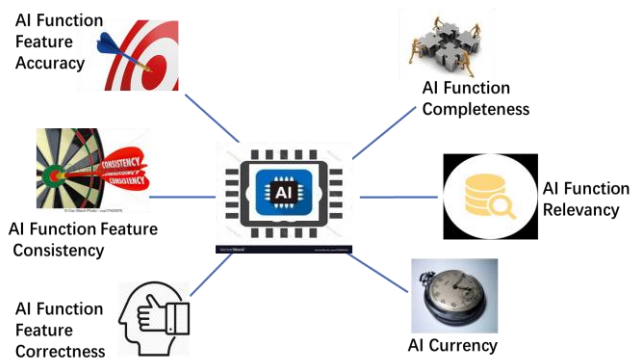 AI Function
Feature
Accuracy
AI Function
Completeness
CONSISTENCY
CONSISTENCY
CONSISTENCY
AI
AI Function
Relevancy
AI Function Feature
Consistency
AI Function
Feature
Correctness
AI Currency